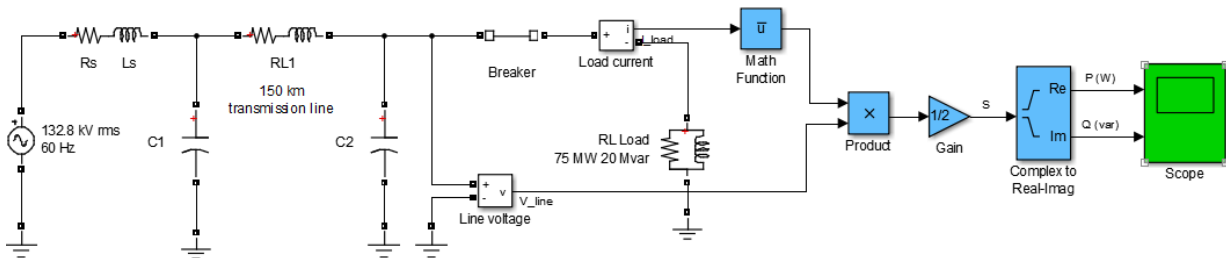 Rs
Ls
RL1
150 km
transmission line
132.8 kV rms
60 Hz
C1
C2
Breaker
+
-
i
I_load
Load current
ū
Math
Function
RL Load
75 MW 20 Mvar
+
-
v
V_line
Line voltage
×
Product
1/2
Gain
S
Re
Im
Complex to
Real-Imag
P (W)
Q (var)
Scope